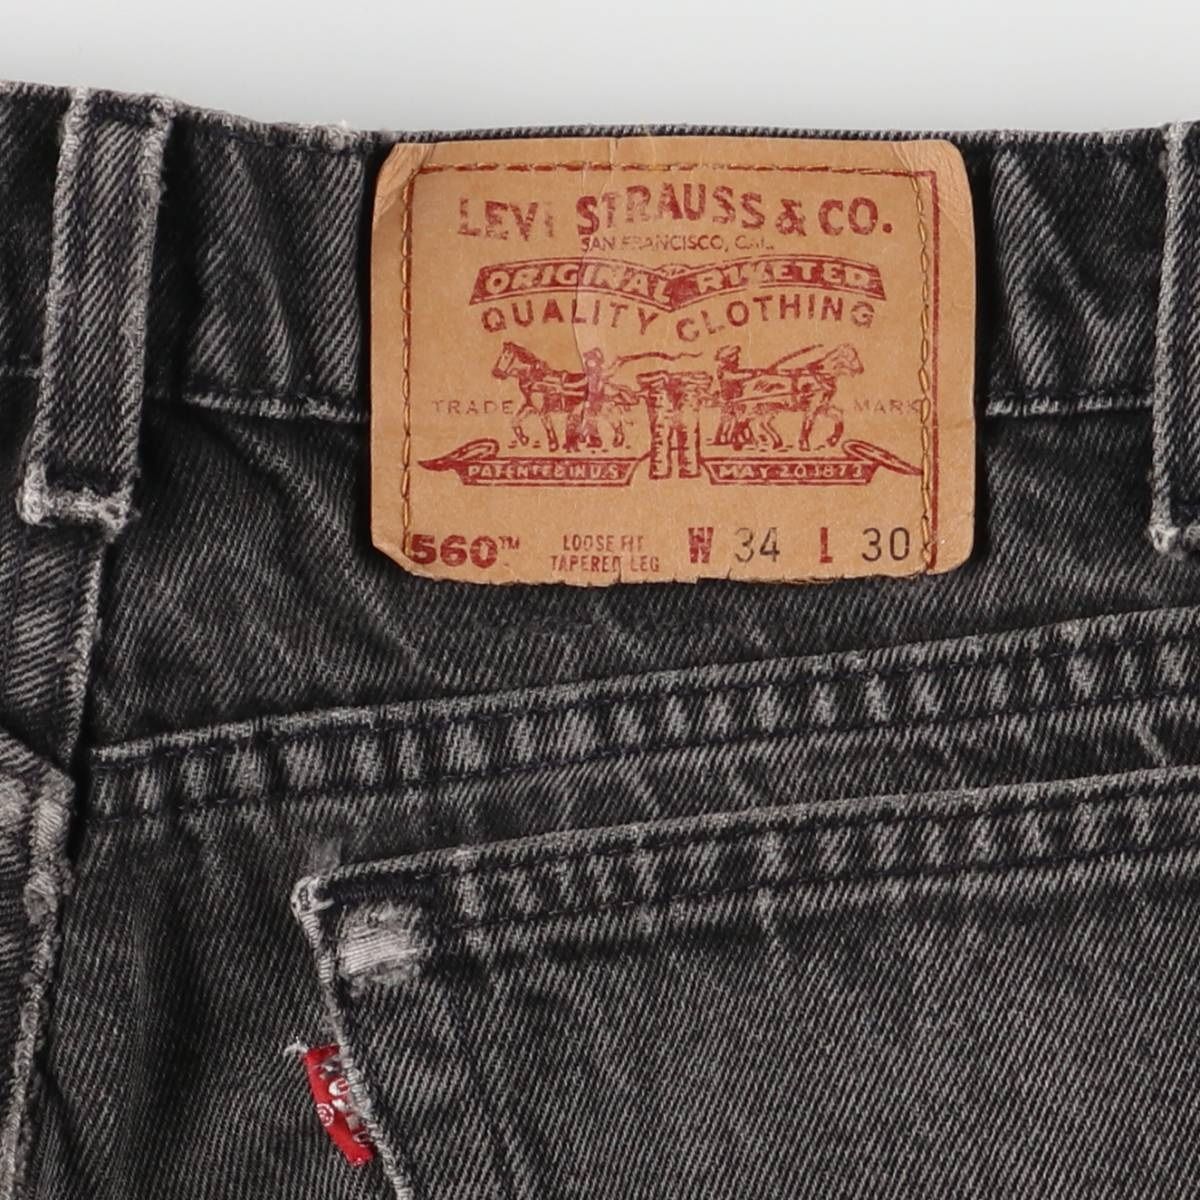 LEVI STRAUSS & CO.
SAN FRANCISCO, CAL.
ORIGINAL RIVETED
QUALITY CLOTHING
TRADE MARK
PATENTED IN U.S. MAY 20 1873
560™ LOOSE FIT W 34 L 30
TAPERED LEG